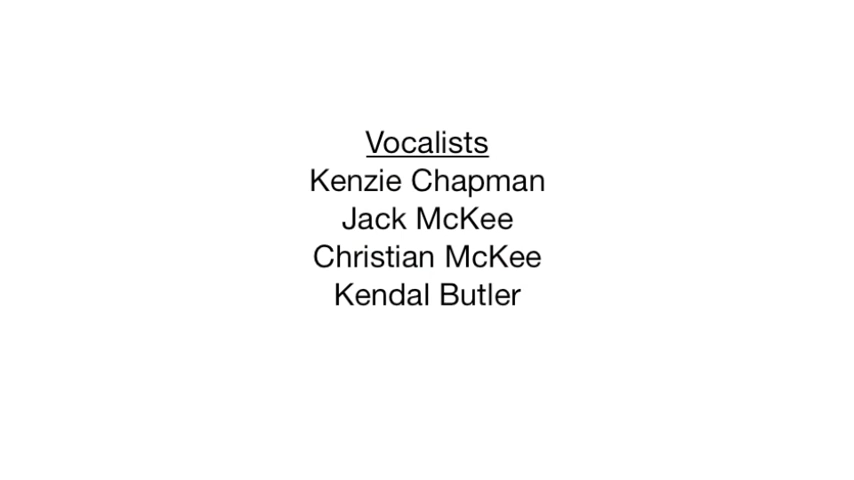 Vocalists
Kenzie Chapman
Jack McKee
Christian McKee
Kendal Butler